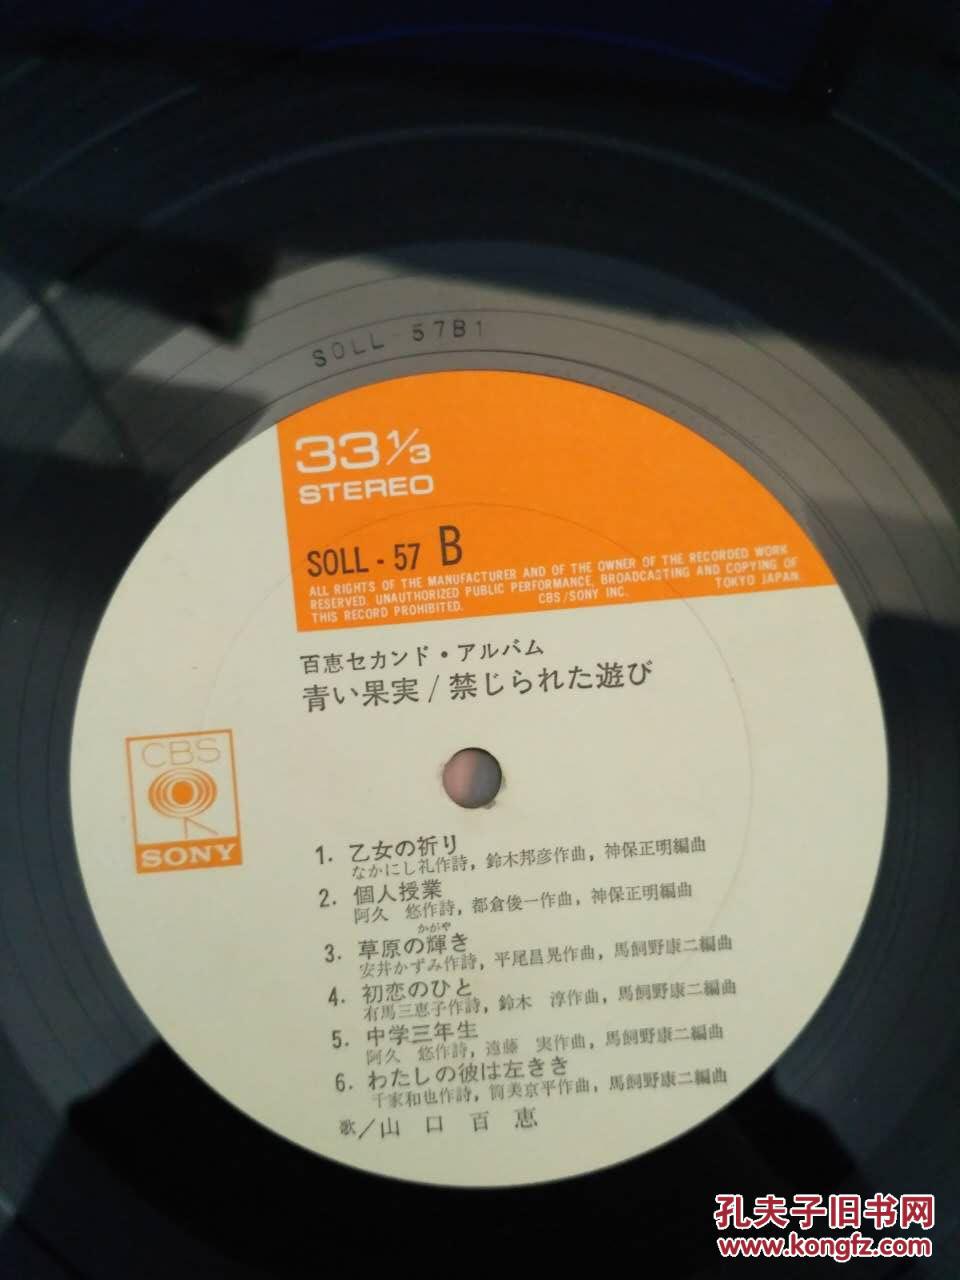 SOLL 57B1
33 1/3
STEREO
SOLL - 57 B
ALL RIGHTS OF THE MANUFACTURER AND OF THE OWNER OF THE RECORDED WORK
RESERVED. UNAUTHORIZED PUBLIC PERFORMANCE, BROADCASTING AND COPYING OF
THIS RECORD PROHIBITED. CBS/SONY INC. TOKYO JAPAN
百恵セカンド・アルバム
青い果実/禁じられた遊び
CBS
SONY
1. 乙女の祈り
なかにし礼作詩, 鈴木邦彦作曲, 神保正明編曲
2. 個人授業
阿久 悠作詩, 都倉俊一作曲, 神保正明編曲
かがや
3. 草原の輝き
安井かずみ作詩, 平尾昌晃作曲, 馬飼野康二編曲
4. 初恋のひと
有馬三恵子作詩, 鈴木 淳作曲, 馬飼野康二編曲
5. 中学三年生
阿久 悠作詩, 遠藤 実作曲, 馬飼野康二編曲
6. わたしの彼は左きき
千家和也作詩, 筒美京平作曲, 馬飼野康二編曲
歌/山口百恵
孔夫子旧书网
www.kongfz.com